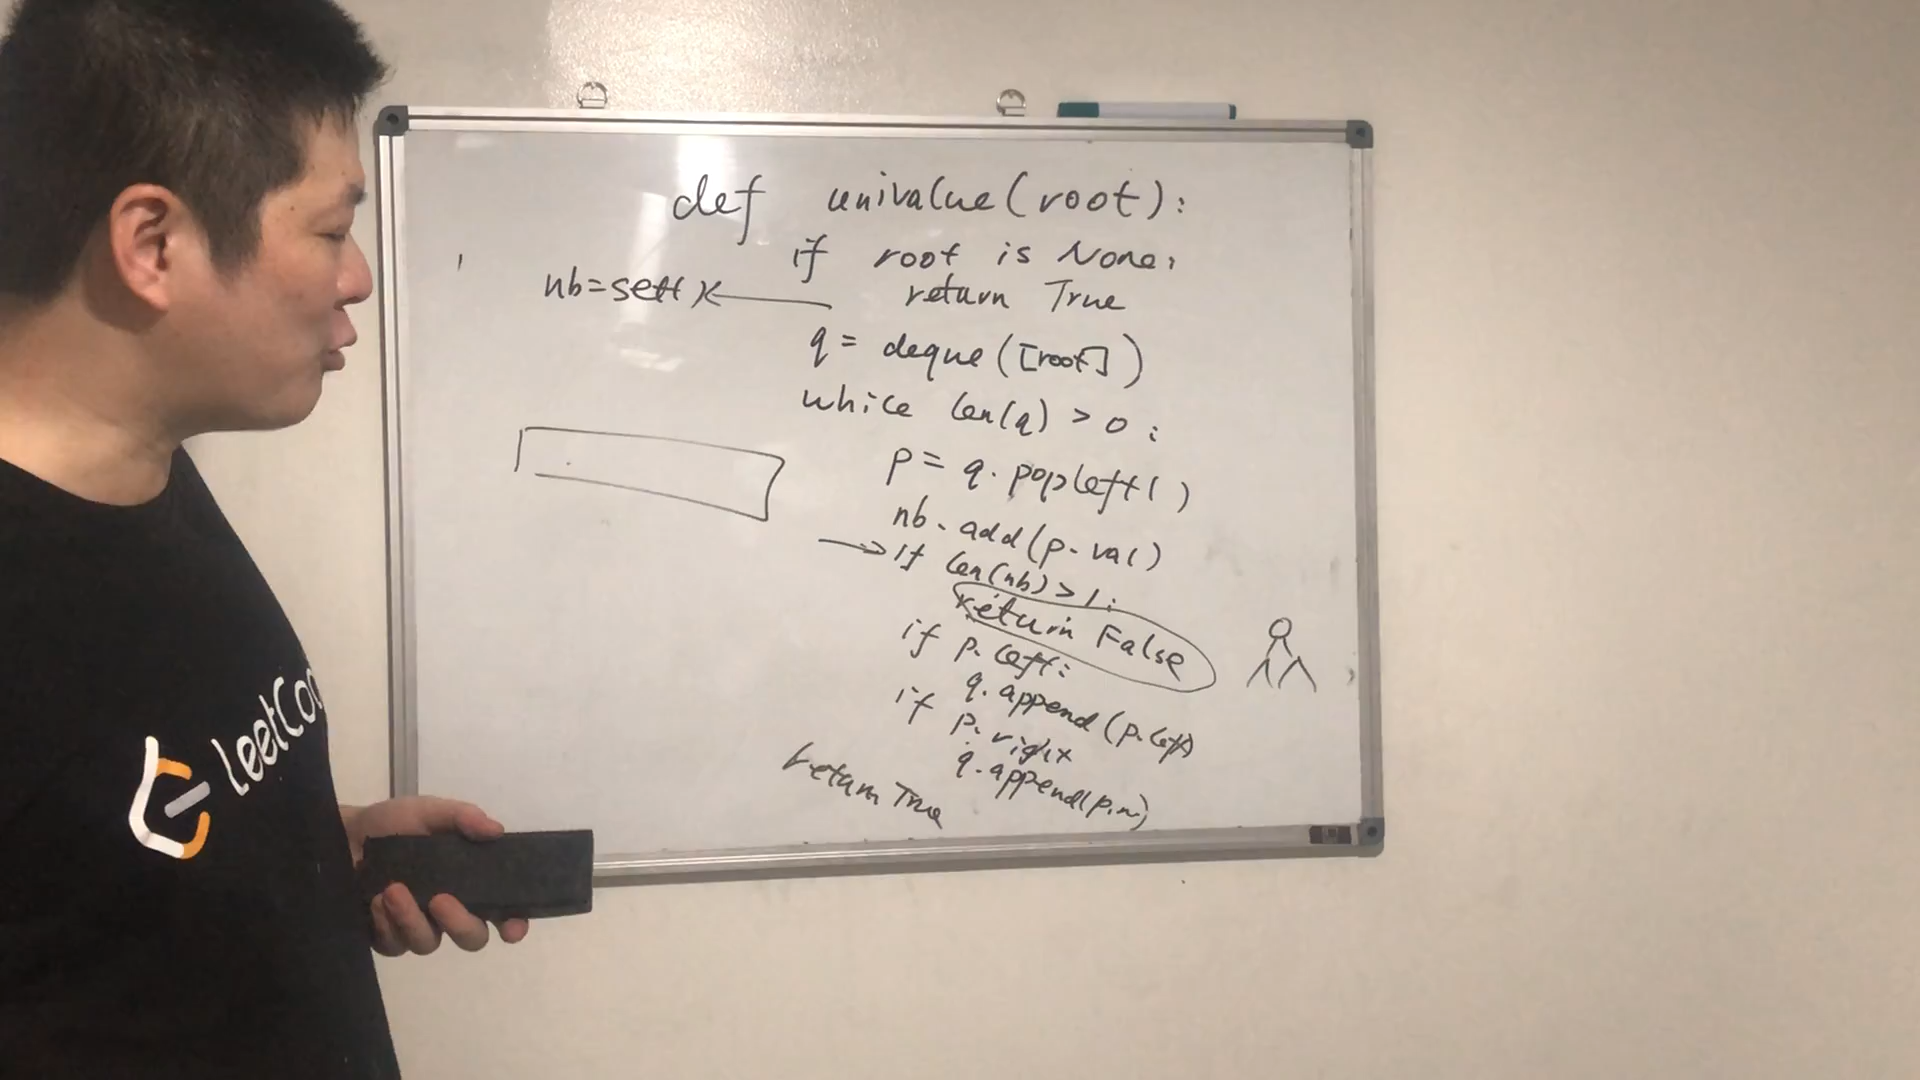 def univalue(root):
if root is None:
nb=set()
return True
q = deque([root])
while len(q) > 0:
p = q.popleft()
nb.add(p.val)
if len(nb) > 1:
return False
if p.left:
q.append(p.left)
if p.right
q.append(p.r)
return True
LeetCo